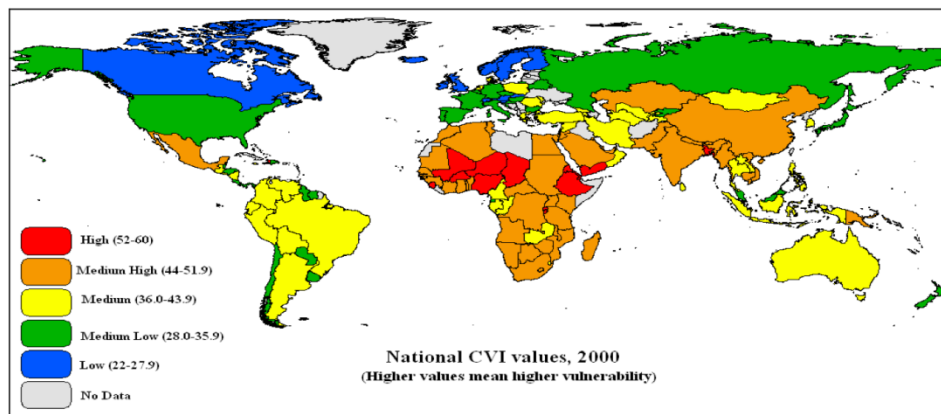 High (52-60)
Medium High (44-51.9)
Medium (36.0-43.9)
Medium Low (28.0-35.9)
Low (22-27.9)
No Data
National CVI values, 2000
(Higher values mean higher vulnerability)